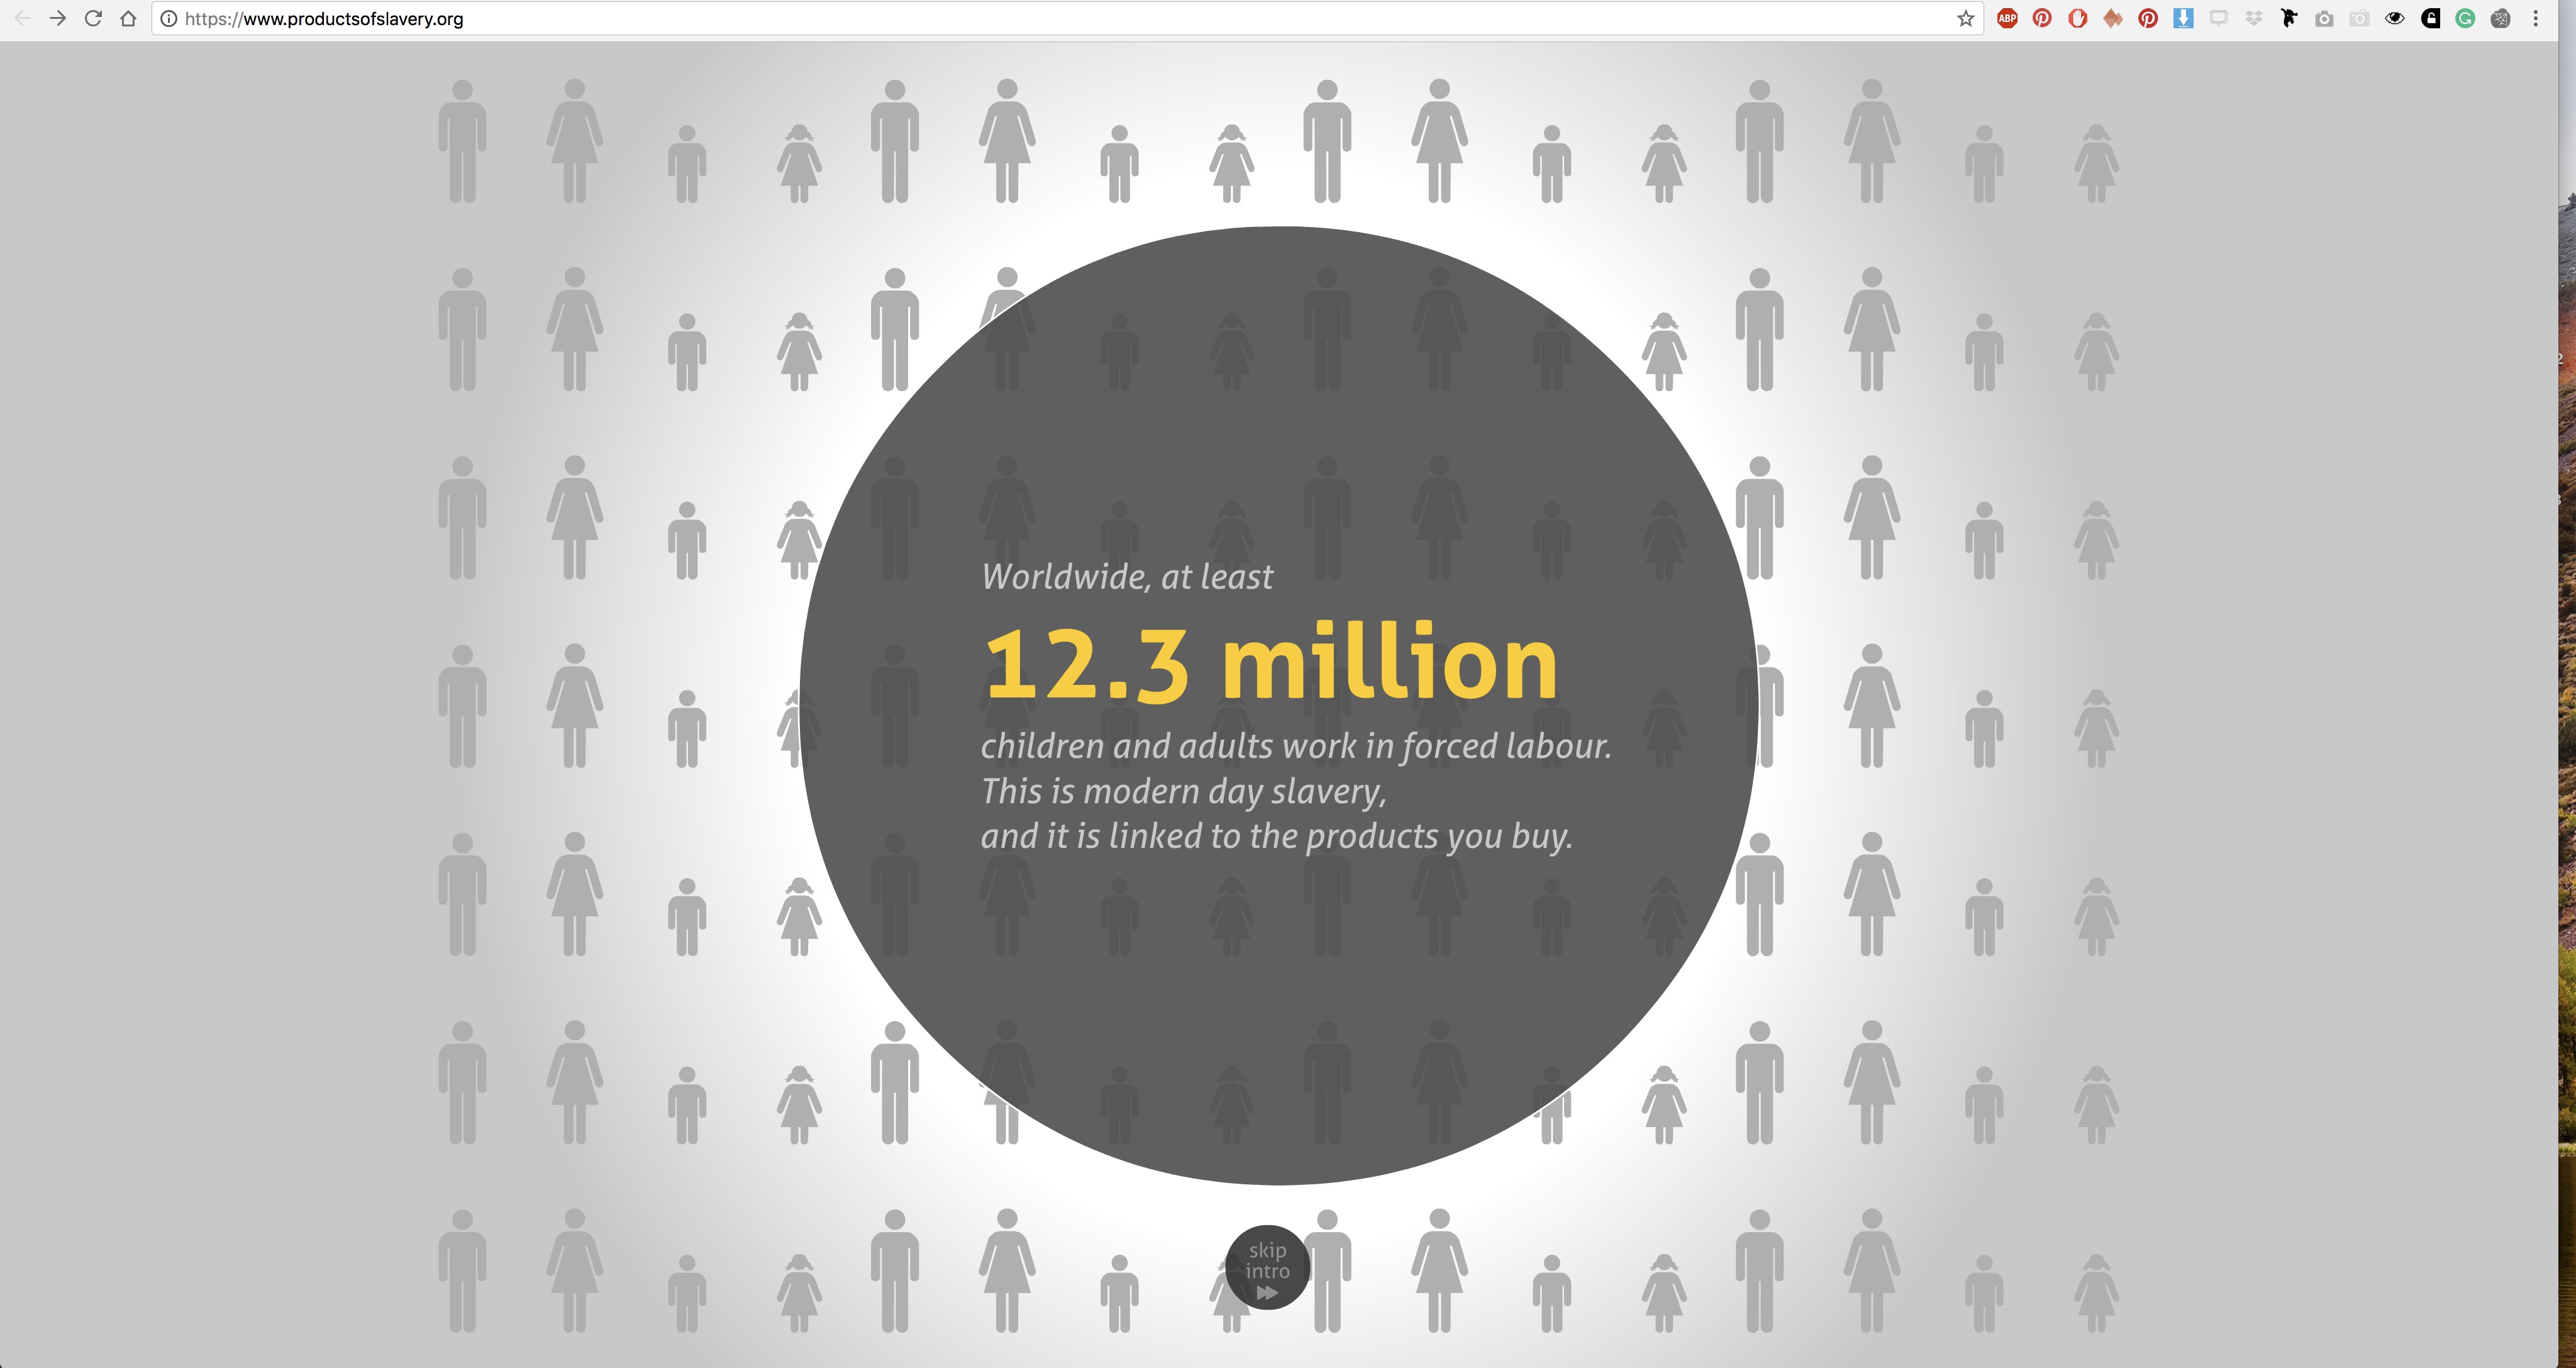 https://www.productsofslavery.org
ABP
Worldwide, at least
12.3 million
children and adults work in forced labour.
This is modern day slavery,
and it is linked to the products you buy.
skip
intro